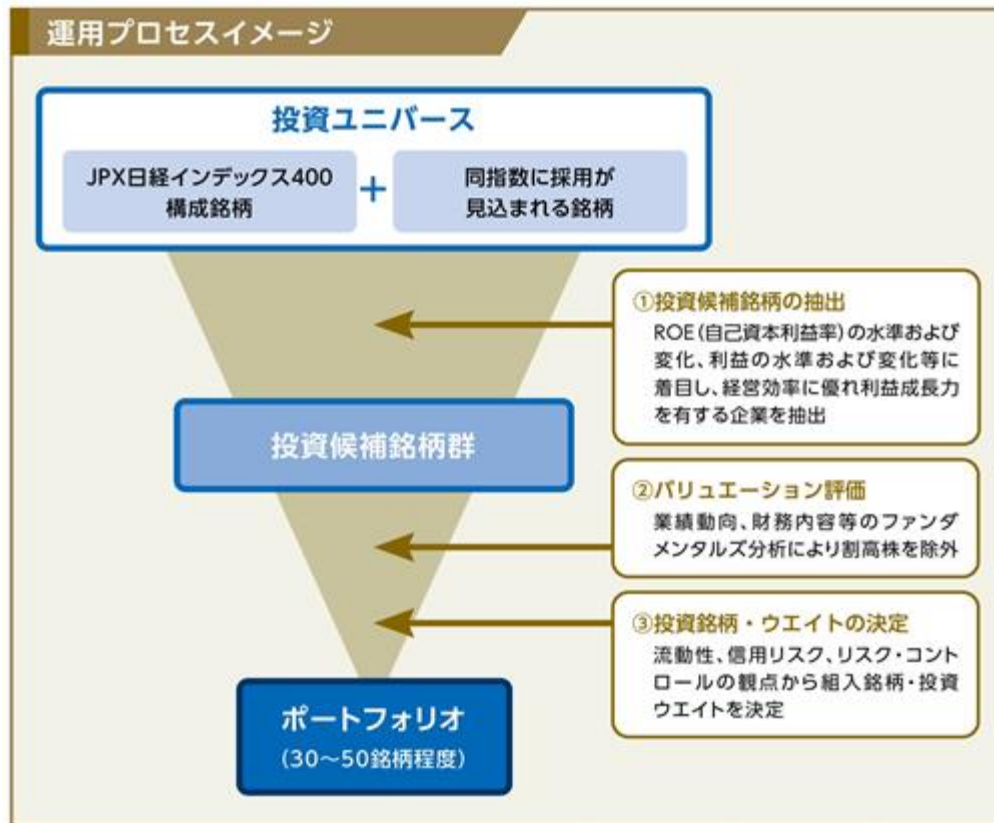 運用プロセスイメージ
投資ユニバース
JPX日経インデックス400
構成銘柄
+
同指数に採用が
見込まれる銘柄
①投資候補銘柄の抽出
ROE(自己資本利益率)の水準および
変化、利益の水準および変化等に
着目し、経営効率に優れ利益成長力
を有する企業を抽出
投資候補銘柄群
②バリュエーション評価
業績動向、財務内容等のファンダ
メンタルズ分析により割高株を除外
③投資銘柄・ウエイトの決定
流動性、信用リスク、リスク・コント
ロールの観点から組入銘柄・投資
ウエイトを決定
ポートフォリオ
(30〜50銘柄程度)